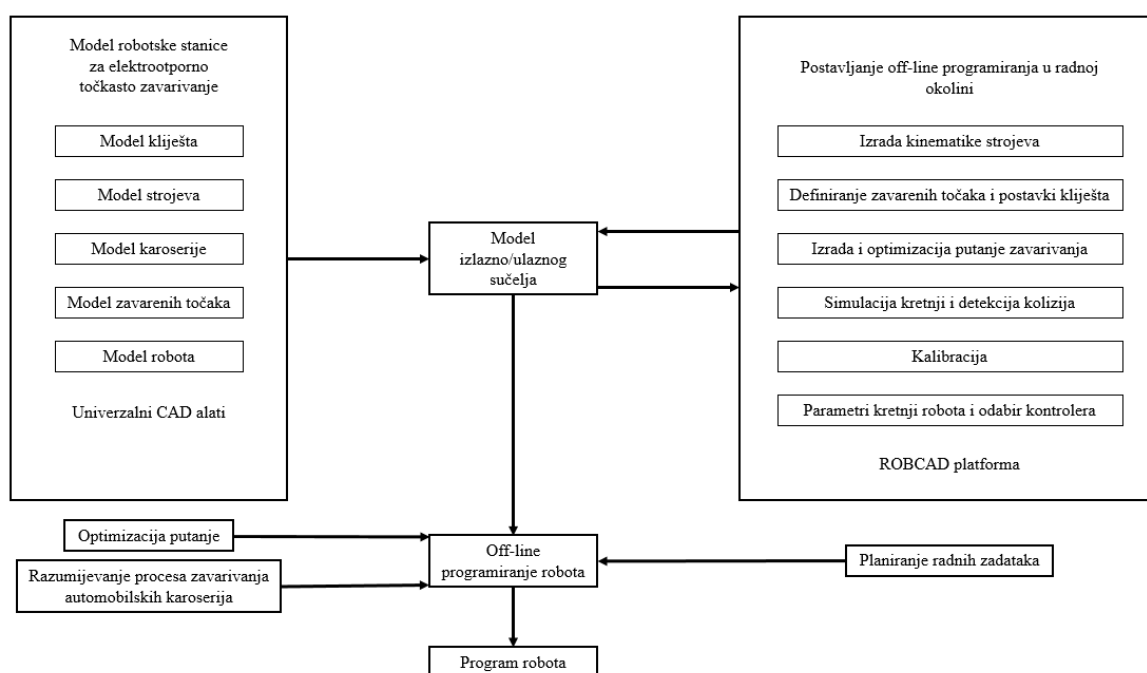 Model robotske stanice
za elektrootporno
točkasto zavarivanje
Model kliješta
Model strojeva
Model karoserije
Model zavarenih točaka
Model robota
Univerzalni CAD alati
Model
izlazno/ulaznog
sučelja
Postavljanje off-line programiranja u radnoj
okolini
Izrada kinematike strojeva
Definiranje zavarenih točaka i postavki kliješta
Izrada i optimizacija putanje zavarivanja
Simulacija kretnji i detekcija kolizija
Kalibracija
Parametri kretnji robota i odabir kontrolera
ROBCAD platforma
Optimizacija putanje
Razumijevanje procesa zavarivanja
automobilskih karoserija
Off-line
programiranje robota
Planiranje radnih zadataka
Program robota